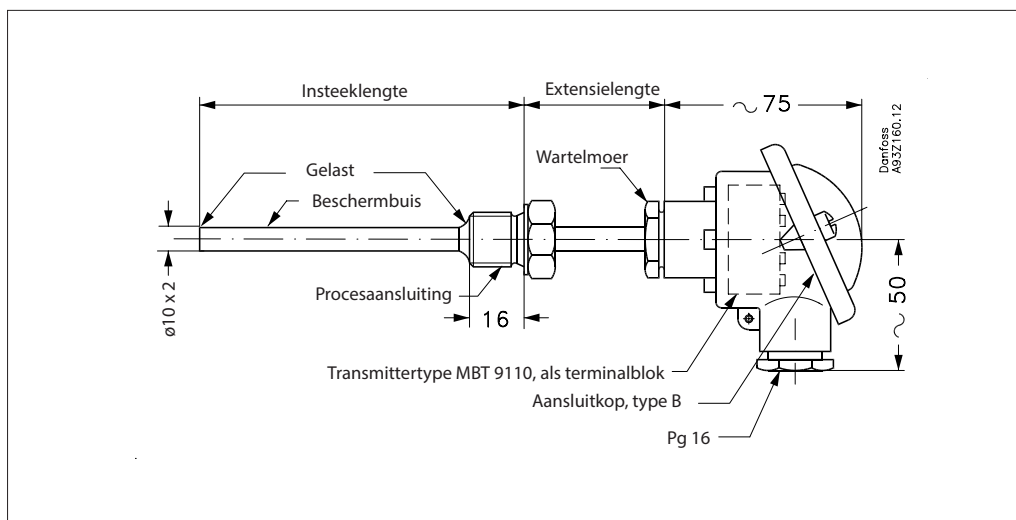 Insteeklengte
Extensielengte
~ 75
Danfoss
A93Z160.12
Wartelmoer
Gelast
Beschermbuis
ø10 x 2
Procesaansluiting
16
~ 50
Transmittertype MBT 9110, als terminalblok
Aansluitkop, type B
Pg 16